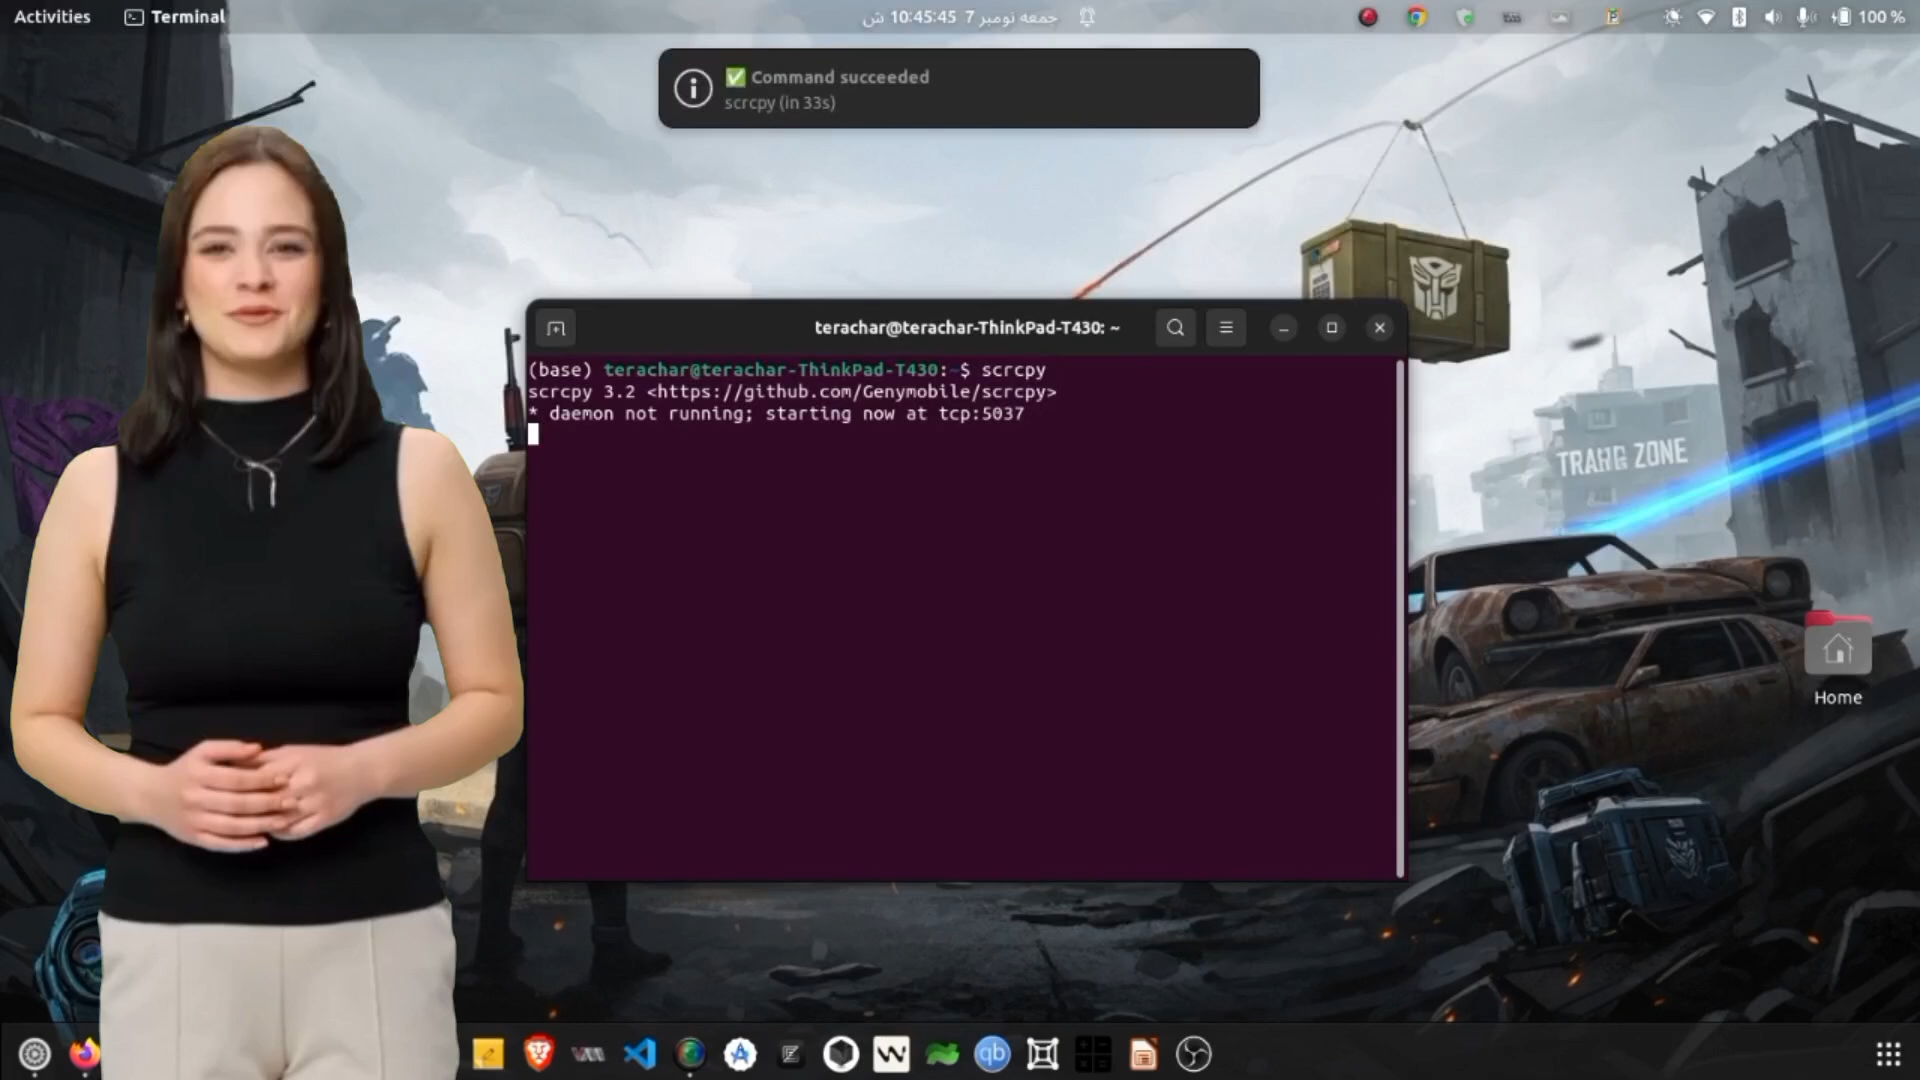 Activities
Terminal
جمعه نومبر 7 10:45:45 ش
100 %
✅ Command succeeded
scrcpy (in 33s)
terachar@terachar-ThinkPad-T430: ~
(base) terachar@terachar-ThinkPad-T430:~$ scrcpy
scrcpy 3.2 <https://github.com/Genymobile/scrcpy>
* daemon not running; starting now at tcp:5037
TRAHG ZONE
Home
qb